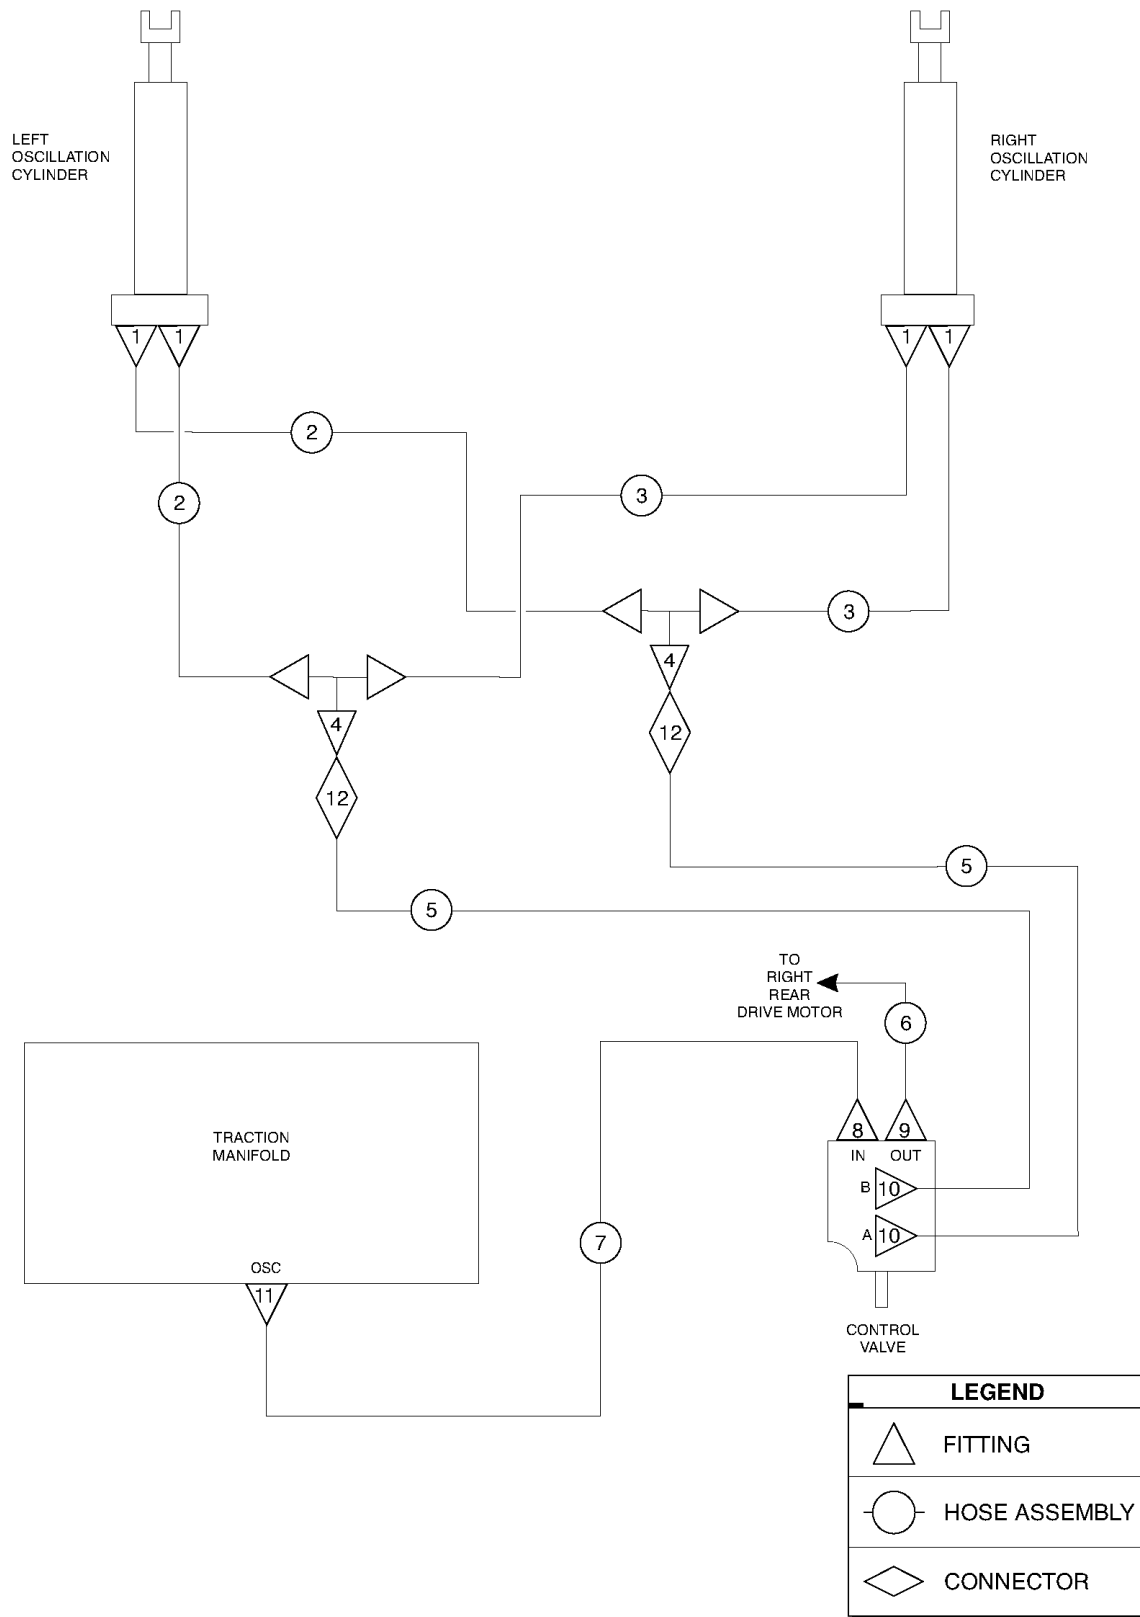 LEFT
OSCILLATION
CYLINDER
RIGHT
OSCILLATION
CYLINDER
1 1
1 1
2
2
3
3
4
4
12
12
5
5
TO
RIGHT
REAR
DRIVE MOTOR
6
TRACTION
MANIFOLD
8 9
IN OUT
B 10
A 10
7
OSC
11
CONTROL
VALVE
LEGEND
FITTING
HOSE ASSEMBLY
CONNECTOR